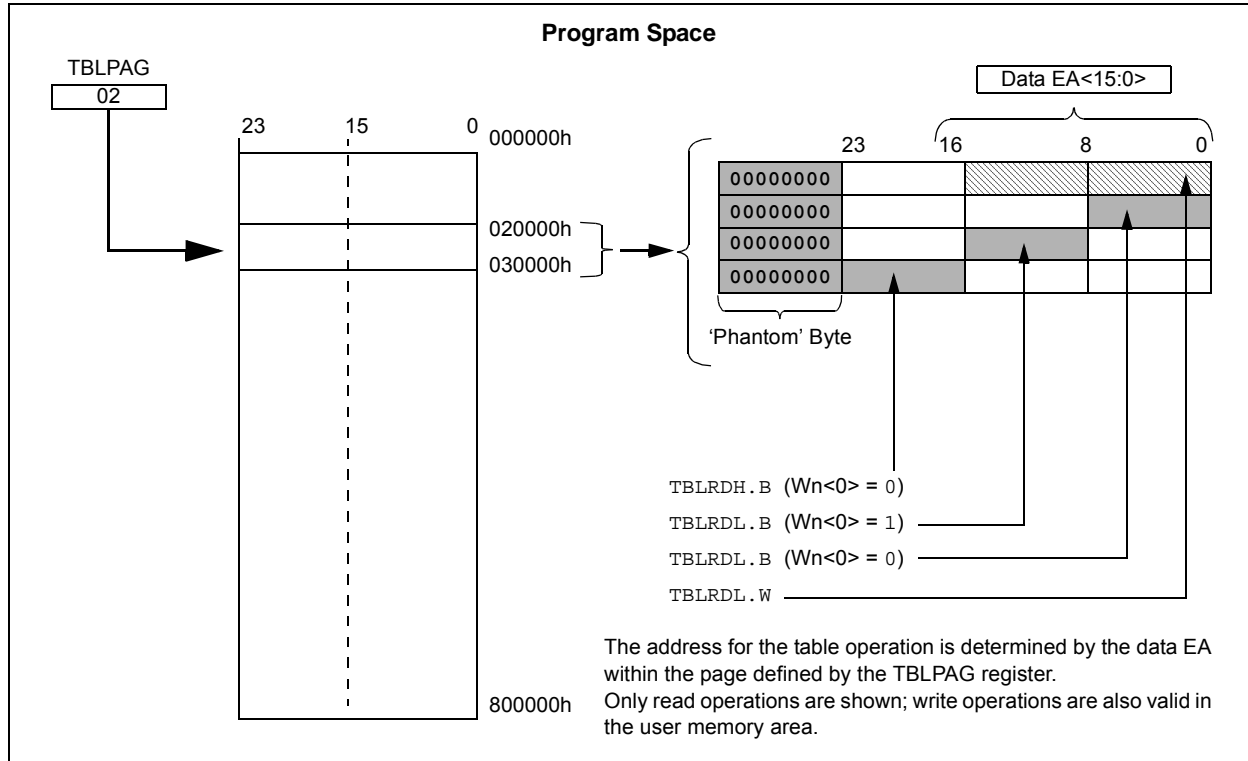 Program Space
TBLPAG
02
23 15 0
000000h
020000h
030000h
800000h
Data EA<15:0>
23 16 8 0
00000000
00000000
00000000
00000000
‘Phantom’ Byte
TBLRDH.B (Wn<0> = 0)
TBLRDL.B (Wn<0> = 1)
TBLRDL.B (Wn<0> = 0)
TBLRDL.W
The address for the table operation is determined by the data EA
within the page defined by the TBLPAG register.
Only read operations are shown; write operations are also valid in
the user memory area.